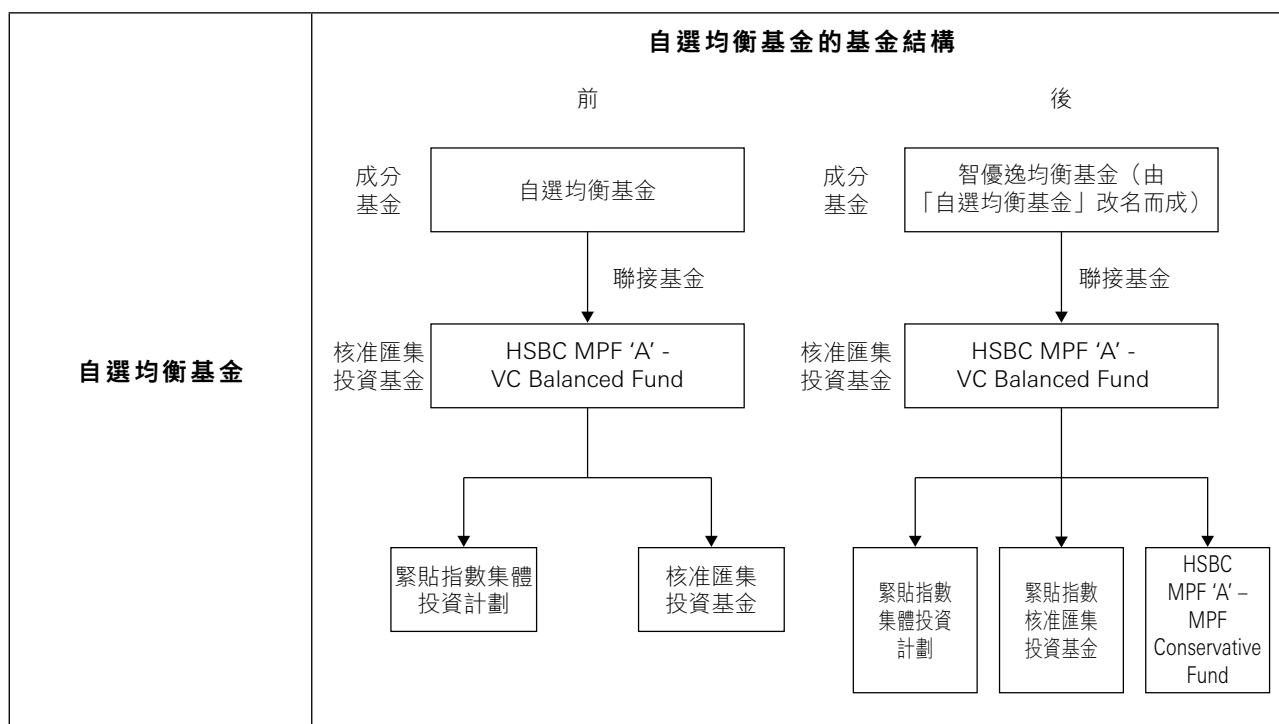 自選均衡基金
自選均衡基金的基金結構
前
成分
基金
自選均衡基金
聯接基金
核准匯集
投資基金
HSBC MPF ‘A’ -
VC Balanced Fund
緊貼指數集體
投資計劃
核准匯集
投資基金
後
成分
基金
智優逸均衡基金（由
「自選均衡基金」改名而成）
聯接基金
核准匯集
投資基金
HSBC MPF ‘A’ -
VC Balanced Fund
緊貼指數
集體投資
計劃
緊貼指數
核准匯集
投資基金
HSBC
MPF ‘A’ –
MPF
Conservative
Fund